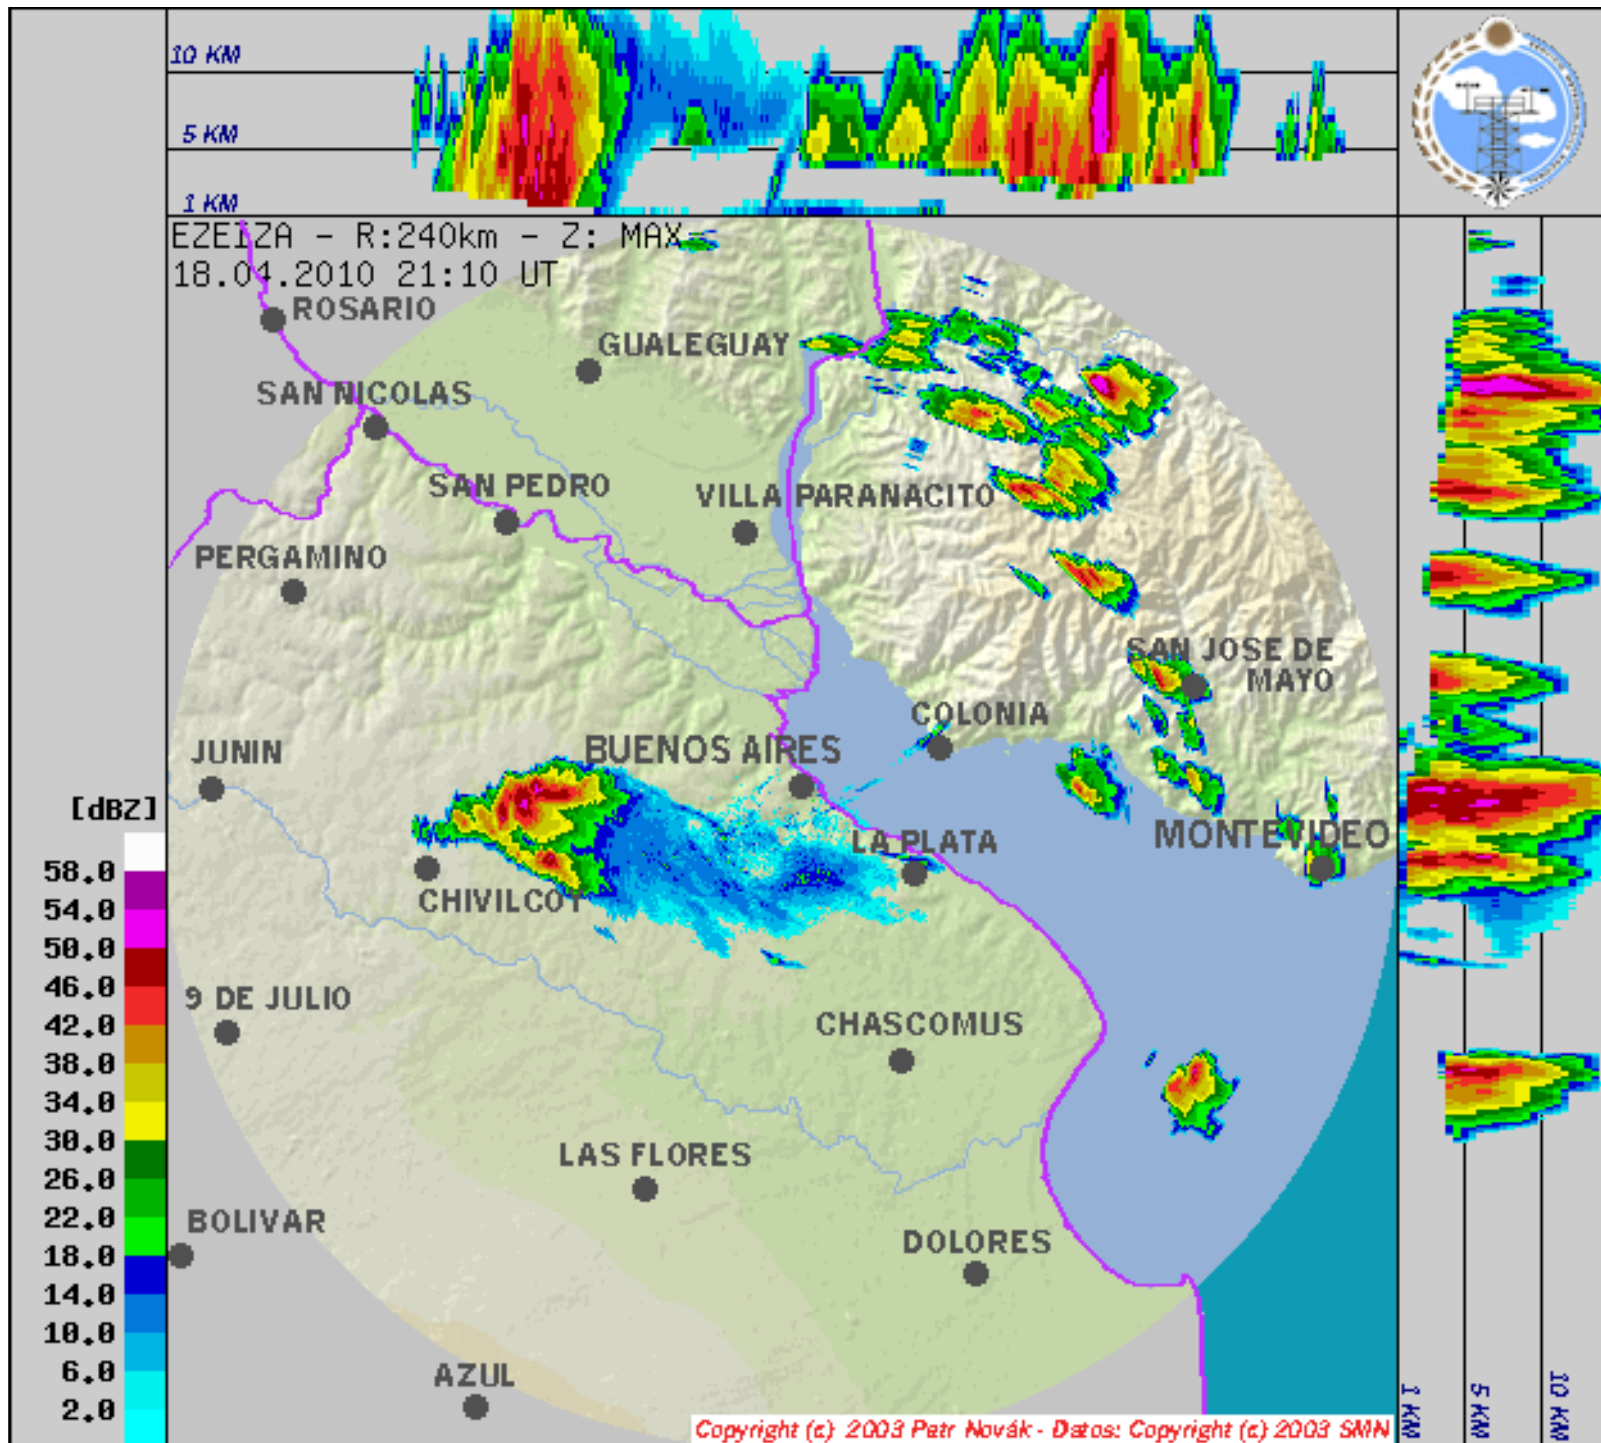 10 KM
5 KM
1 KM
EZEIZA - R:240km - Z: MAX
18.04.2010 21:10 UT
ROSARIO
GUALEGUAY
SAN NICOLAS
SAN PEDRO
VILLA PARANACITO
PERGAMINO
SAN JOSE DE
MAYO
COLONIA
JUNIN
BUENOS AIRES
[dBZ]
LA PLATA
MONTEVIDEO
58.0
CHIVILCOY
54.0
50.0
46.0
9 DE JULIO
42.0
CHASCOMUS
38.0
34.0
30.0
LAS FLORES
26.0
22.0
BOLIVAR
18.0
DOLORES
14.0
10.0
6.0
AZUL
2.0
1 KM
5 KM
10 KM
Copyright (c) 2003 Petr Novák - Datos: Copyright (c) 2003 SMN